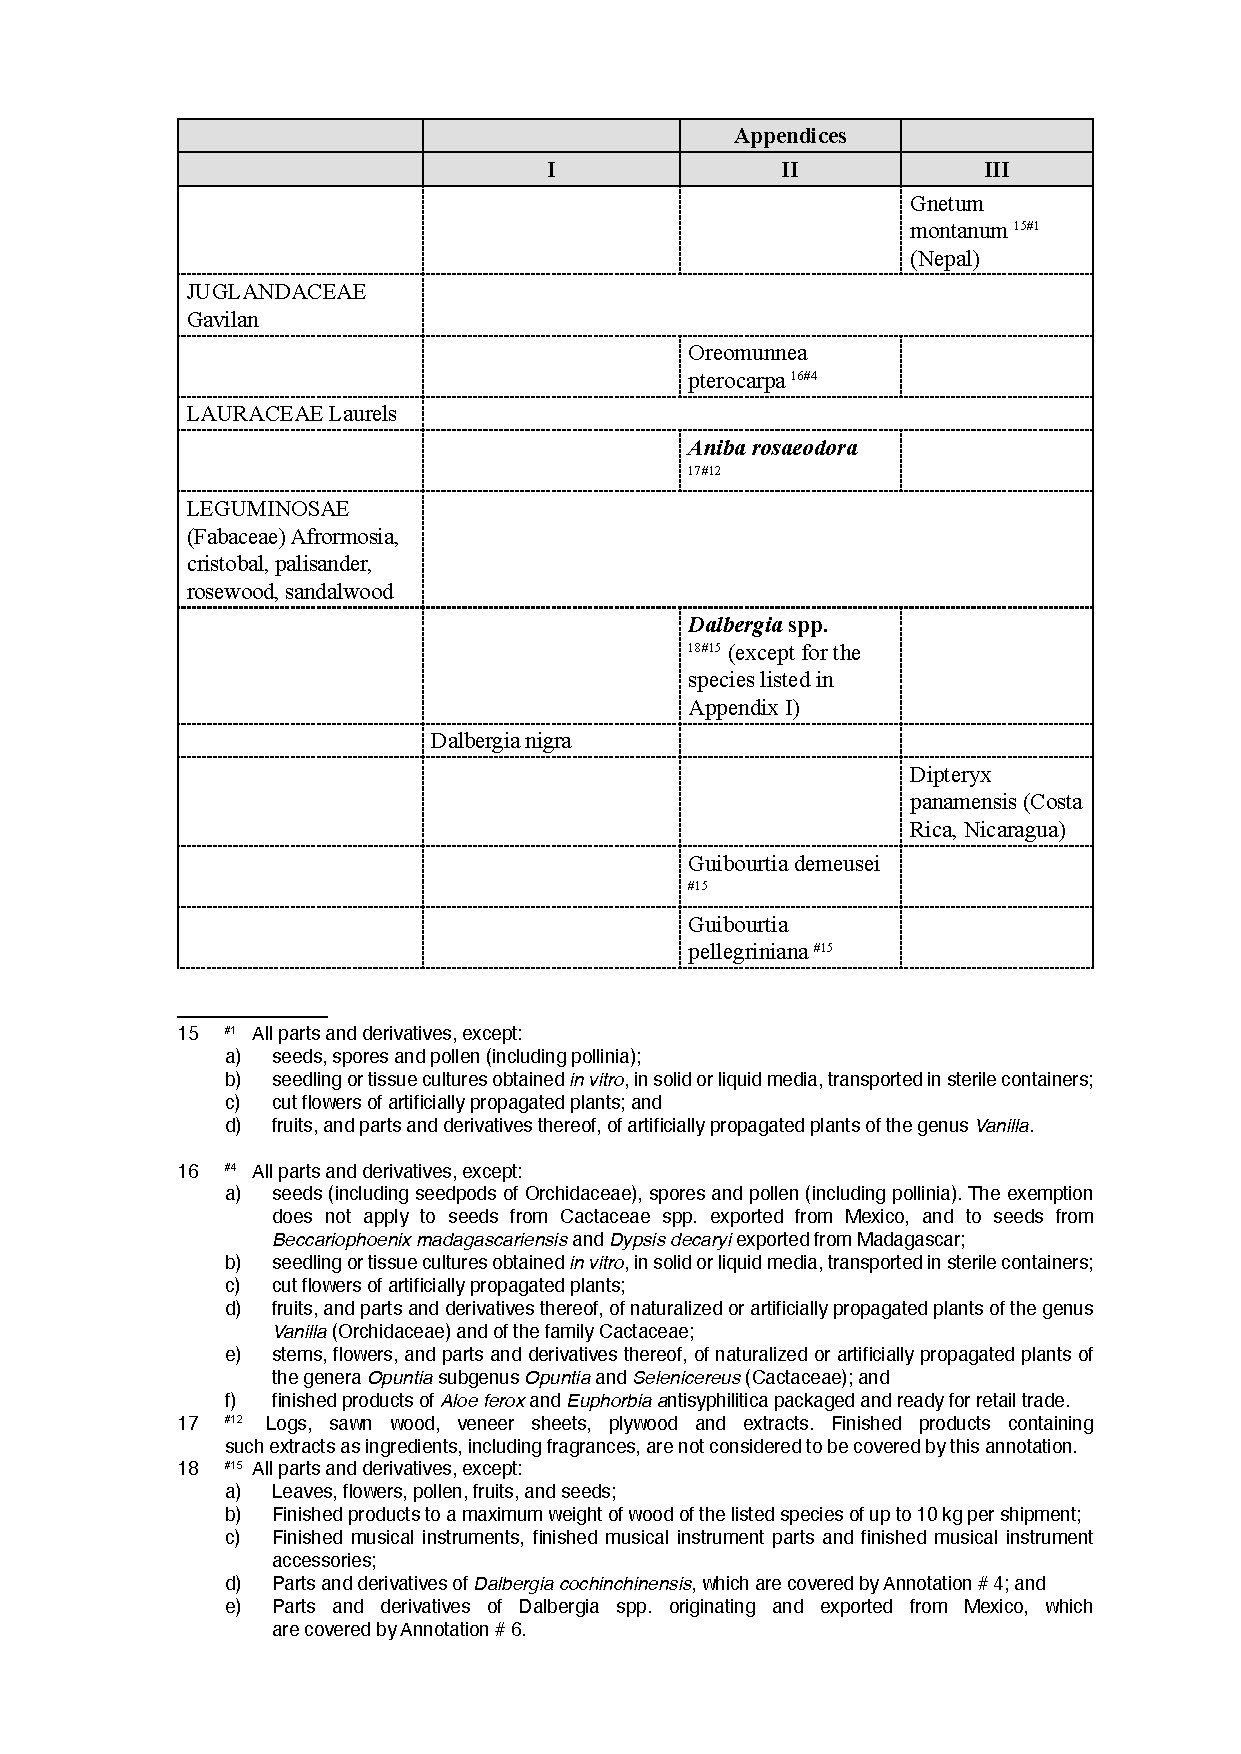 Appendices
I II III
Gnetum
montanum 15#1
(Nepal)
JUGLANDACEAE
Gavilan
Oreomunnea
pterocarpa 16#4
LAURACEAE Laurels
Aniba rosaeodora
17#12
LEGUMINOSAE
(Fabaceae) Afrormosia,
cristobal, palisander,
rosewood, sandalwood
Dalbergia spp.
18#15 (except for the
species listed in
Appendix I)
Dalbergia nigra
Dipteryx
panamensis (Costa
Rica, Nicaragua)
Guibourtia demeusei
#15
Guibourtia
pellegriniana #15
15 #1 All parts and derivatives, except:
a) seeds, spores and pollen (including pollinia);
b) seedling or tissue cultures obtained in vitro, in solid or liquid media, transported in sterile containers;
c) cut flowers of artificially propagated plants; and
d) fruits, and parts and derivatives thereof, of artificially propagated plants of the genus Vanilla.
16 #4 All parts and derivatives, except:
a) seeds (including seedpods of Orchidaceae), spores and pollen (including pollinia). The exemption
does not apply to seeds from Cactaceae spp. exported from Mexico, and to seeds from
Beccariophoenix madagascariensis and Dypsis decaryi exported from Madagascar;
b) seedling or tissue cultures obtained in vitro, in solid or liquid media, transported in sterile containers;
c) cut flowers of artificially propagated plants;
d) fruits, and parts and derivatives thereof, of naturalized or artificially propagated plants of the genus
Vanilla (Orchidaceae) and of the family Cactaceae;
e) stems, flowers, and parts and derivatives thereof, of naturalized or artificially propagated plants of
the genera Opuntia subgenus Opuntia and Selenicereus (Cactaceae); and
f) finished products of Aloe ferox and Euphorbia antisyphilitica packaged and ready for retail trade.
17 #12 Logs, sawn wood, veneer sheets, plywood and extracts. Finished products containing
such extracts as ingredients, including fragrances, are not considered to be covered by this annotation.
18 #15 All parts and derivatives, except:
a) Leaves, flowers, pollen, fruits, and seeds;
b) Finished products to a maximum weight of wood of the listed species of up to 10 kg per shipment;
c) Finished musical instruments, finished musical instrument parts and finished musical instrument
accessories;
d) Parts and derivatives of Dalbergia cochinchinensis, which are covered by Annotation # 4; and
e) Parts and derivatives of Dalbergia spp. originating and exported from Mexico, which
are covered by Annotation # 6.